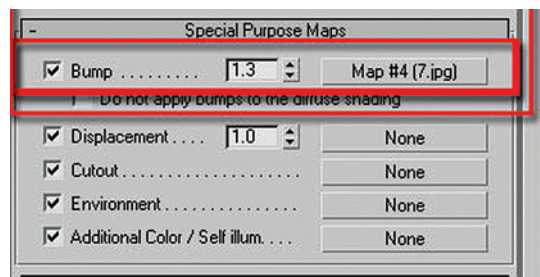 - Special Purpose Maps
Bump ......... 1.3 Map #4 (7.jpg)
Do not apply bumps to the diffuse shading
Displacement .... 1.0 None
Cutout .................... None
Environment ............... None
Additional Color / Self illum. ... None